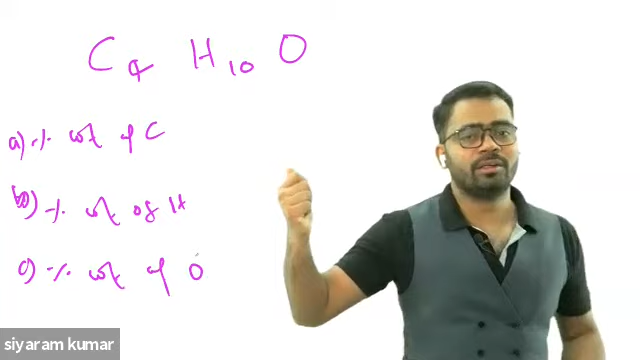 C4 H10 O
a) % wt of C
b) % wt of H
c) % wt of O
siyaram kumar